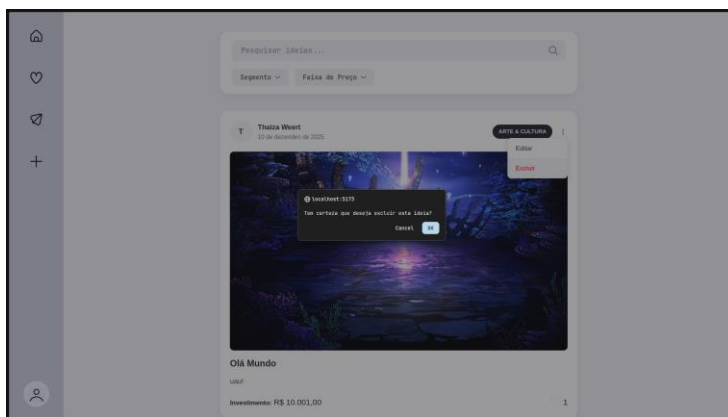 Pesquisar ideias...
Segmento
Faixa de Preço
T
Thaiza Weert
10 de dezembro de 2025
ARTE & CULTURA
Editar
Excluir
localhost:5173
Tem certeza que deseja excluir esta ideia?
Cancel
OK
Olá Mundo
uau!
Investimento: R$ 10.001,00
1